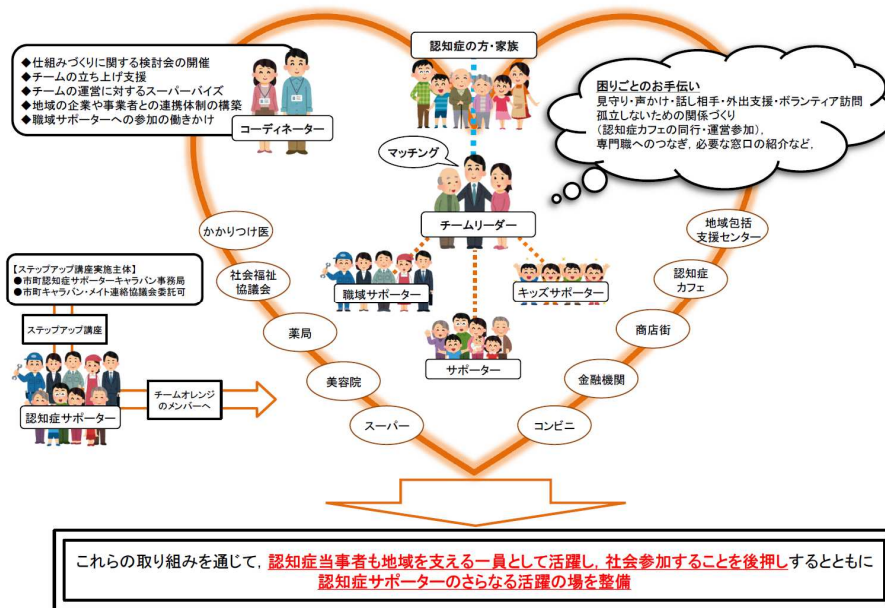 ◆仕組みづくりに関する検討会の開催
◆チームの立ち上げ支援
◆チームの運営に対するスーパーバイズ
◆地域の企業や事業者との連携体制の構築
◆職域サポーターへの参加の働きかけ
コーディネーター
認知症の方・家族
困りごとのお手伝い
見守り・声かけ・話し相手・外出支援・ボランティア訪問
孤立しないための関係づくり
（認知症カフェの同行・運営参加）,
専門職へのつなぎ, 必要な窓口の紹介など,
マッチング
チームリーダー
職域サポーター
キッズサポーター
サポーター
かかりつけ医
社会福祉
協議会
薬局
美容院
スーパー
地域包括
支援センター
認知症
カフェ
商店街
金融機関
コンビニ
【ステップアップ講座実施主体】
●市町認知症サポーターキャラバン事務局
●市町キャラバン・メイト連絡協議会委託可
ステップアップ講座
認知症サポーター
チームオレンジ
のメンバーへ
これらの取り組みを通じて, 認知症当事者も地域を支える一員として活躍し, 社会参加することを後押しするとともに
認知症サポーターのさらなる活躍の場を整備